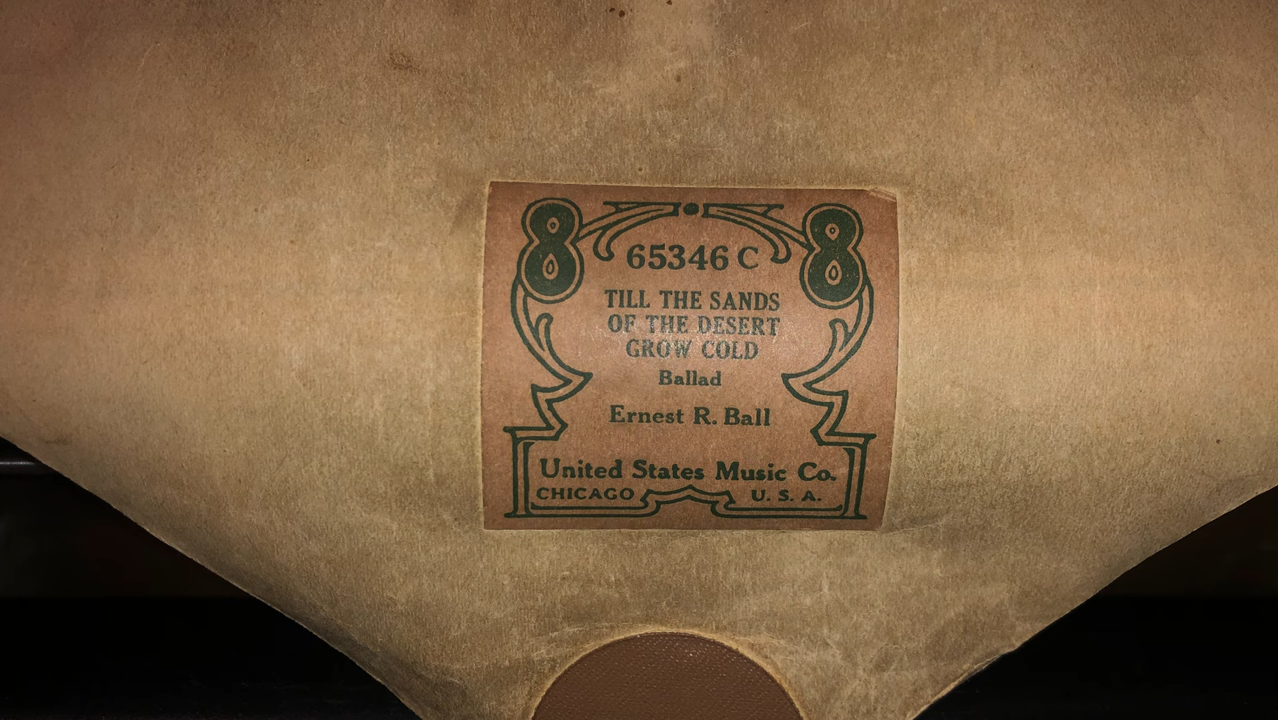 8 8
65346 C
TILL THE SANDS
OF THE DESERT
GROW COLD
Ballad
Ernest R. Ball
United States Music Co.
CHICAGO U. S. A.